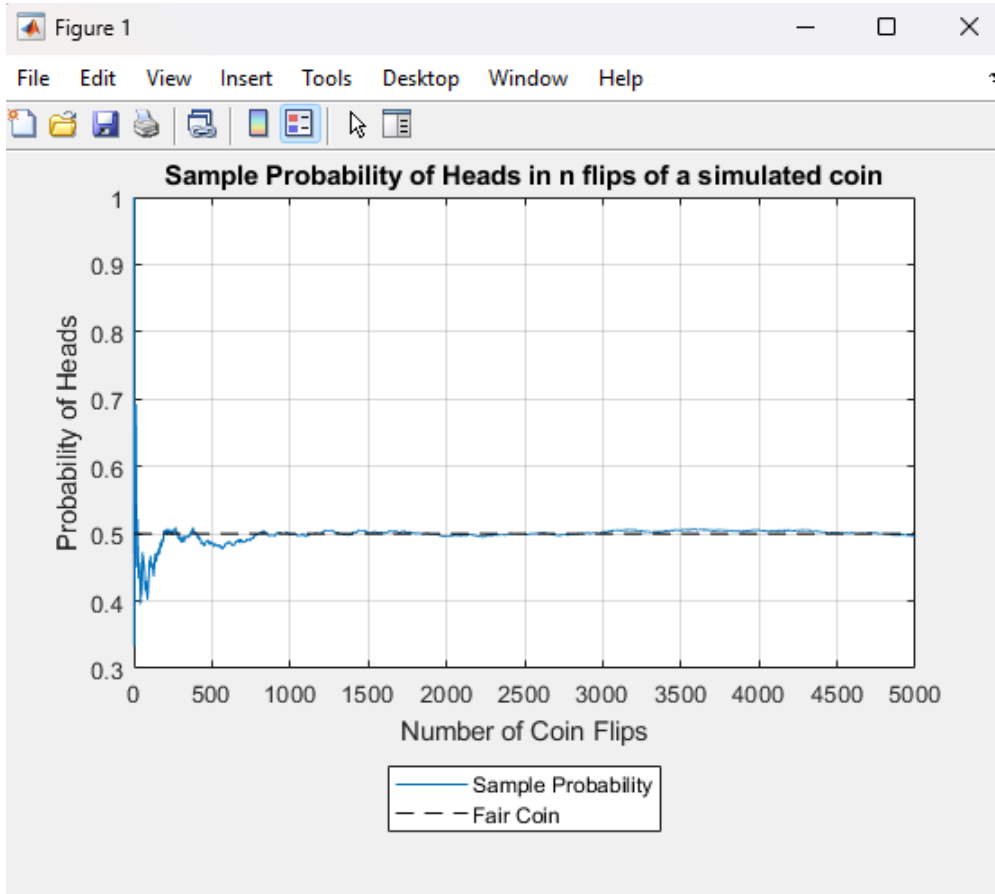 Figure 1
File Edit View Insert Tools Desktop Window Help
Sample Probability of Heads in n flips of a simulated coin
1
0.9
0.8
0.7
0.6
0.5
0.4
0.3
Probability of Heads
0 500 1000 1500 2000 2500 3000 3500 4000 4500 5000
Number of Coin Flips
Sample Probability
Fair Coin